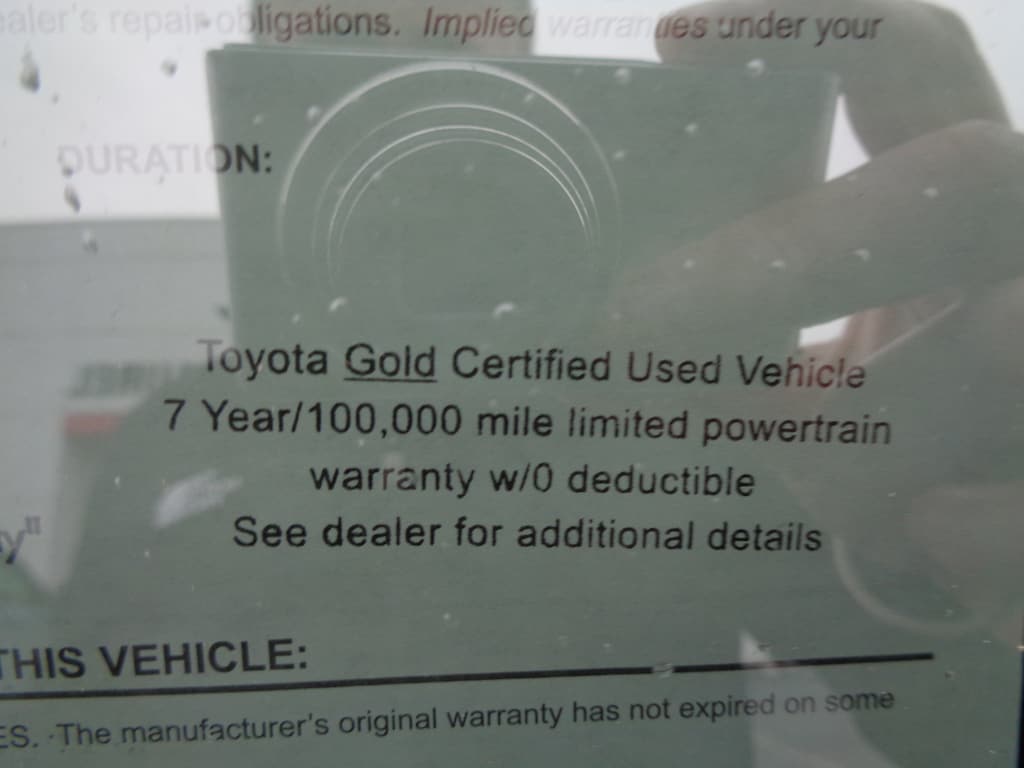 aler's repair obligations. Implied warranties under your
DURATION:
Toyota Gold Certified Used Vehicle
7 Year/100,000 mile limited powertrain
warranty w/0 deductible
See dealer for additional details
y"
THIS VEHICLE:
ES. The manufacturer's original warranty has not expired on some